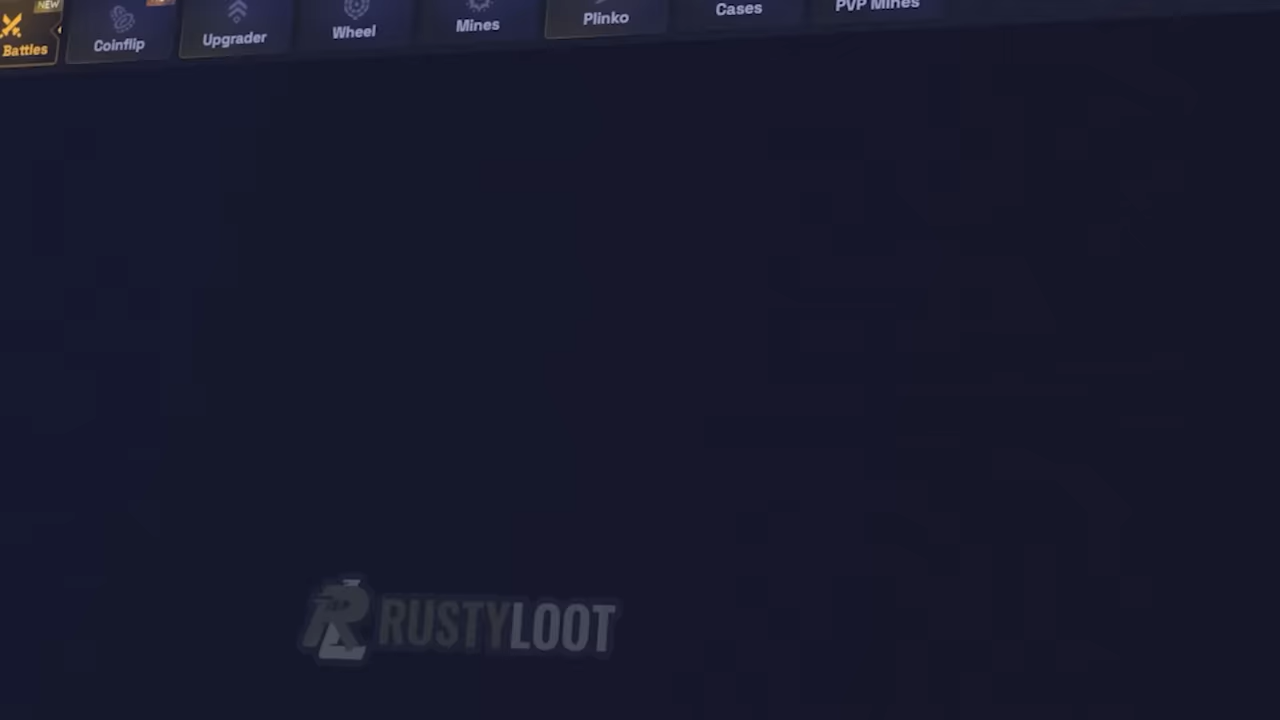 NEW
Battles
Coinflip
Upgrader
Wheel
Mines
Plinko
Cases
PVP Mines
RUSTYLOOT